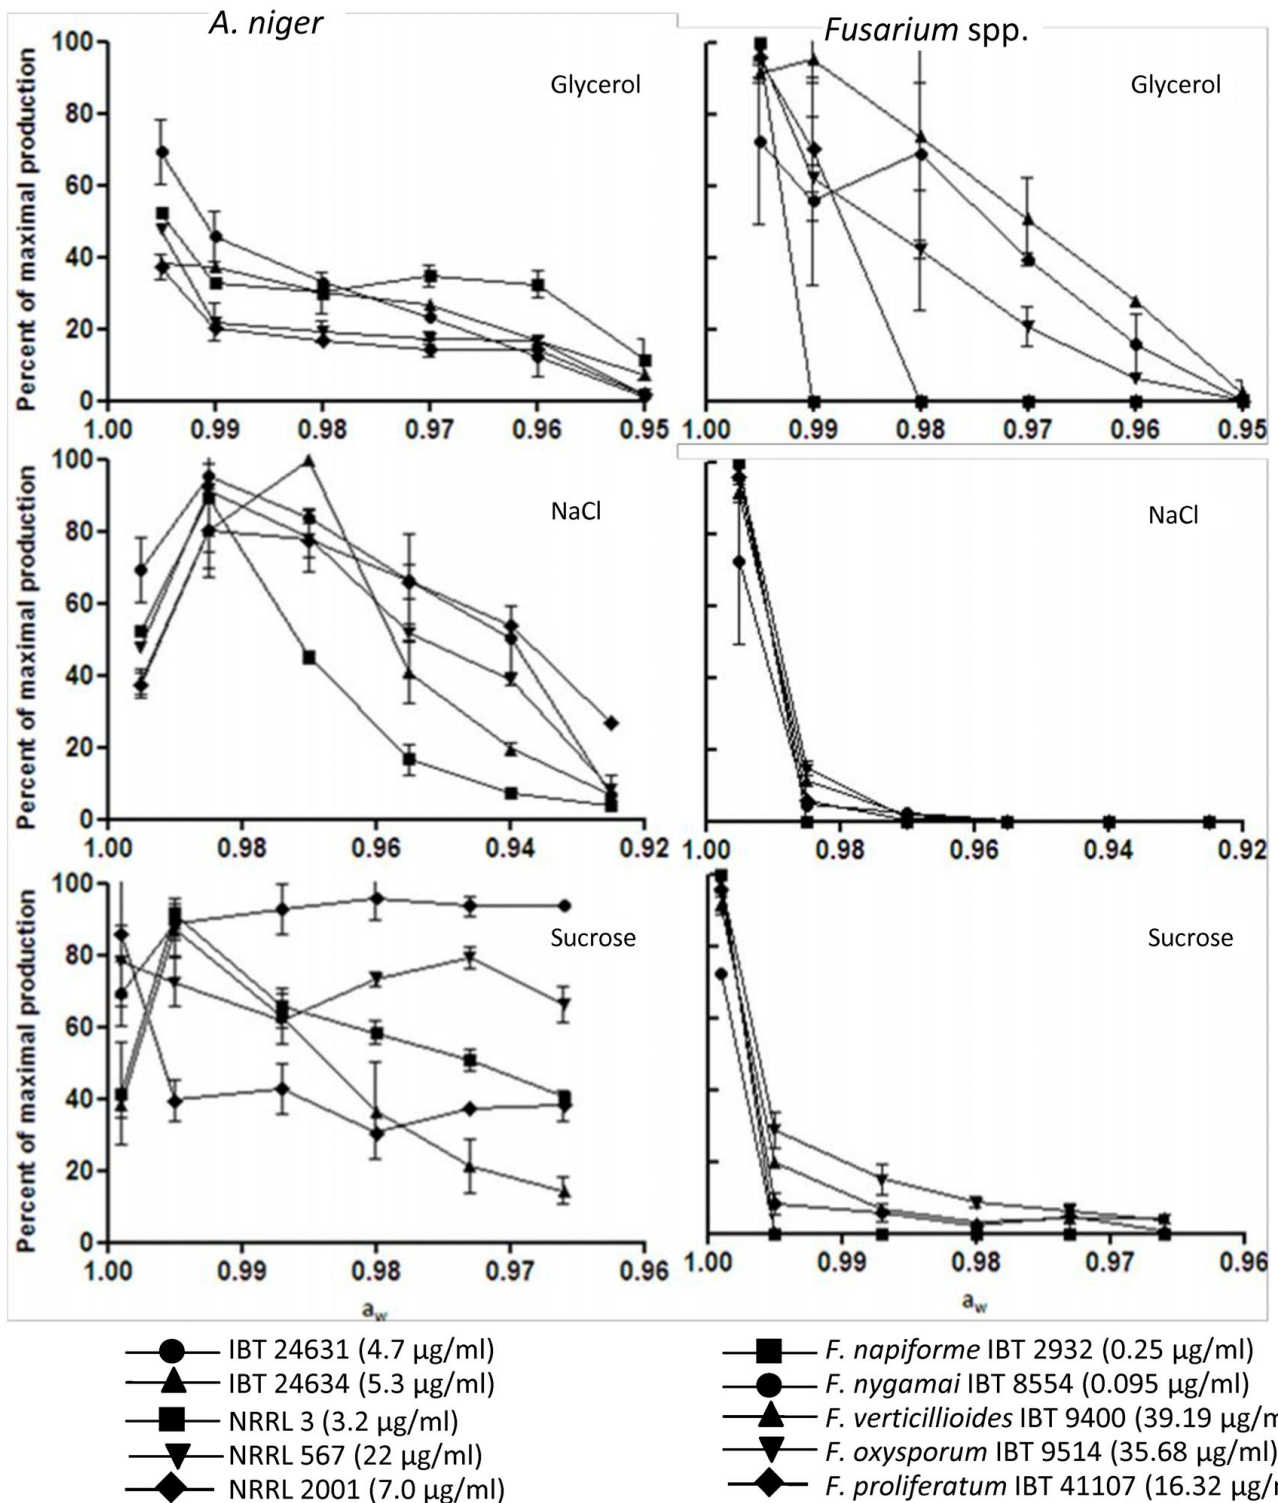 A. niger
Fusarium spp.
Percent of maximal production
100
80
60
40
20
0
Glycerol
1.00 0.99 0.98 0.97 0.96 0.95
Glycerol
1.00 0.99 0.98 0.97 0.96 0.95
Percent of maximal production
100
80
60
40
20
0
NaCl
1.00 0.98 0.96 0.94 0.92
NaCl
1.00 0.98 0.96 0.94 0.92
Percent of maximal production
100
80
60
40
20
0
Sucrose
1.00 0.99 0.98 0.97 0.96
aw
Sucrose
1.00 0.99 0.98 0.97 0.96
aw
IBT 24631 (4.7 μg/ml)
IBT 24634 (5.3 μg/ml)
NRRL 3 (3.2 μg/ml)
NRRL 567 (22 μg/ml)
NRRL 2001 (7.0 μg/ml)
F. napiforme IBT 2932 (0.25 μg/ml)
F. nygamai IBT 8554 (0.095 μg/ml)
F. verticillioides IBT 9400 (39.19 μg/m
F. oxysporum IBT 9514 (35.68 μg/ml)
F. proliferatum IBT 41107 (16.32 μg/